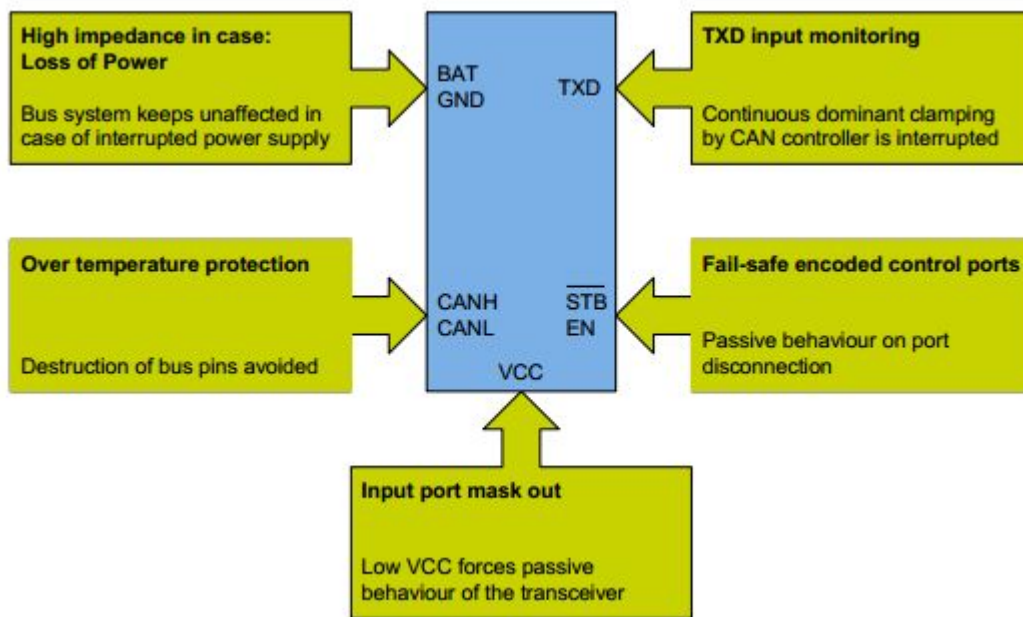 High impedance in case:
Loss of Power
Bus system keeps unaffected in
case of interrupted power supply
BAT
GND
TXD
TXD input monitoring
Continuous dominant clamping
by CAN controller is interrupted
Over temperature protection
Destruction of bus pins avoided
CANH
CANL
STB
EN
VCC
Fail-safe encoded control ports
Passive behaviour on port
disconnection
Input port mask out
Low VCC forces passive
behaviour of the transceiver